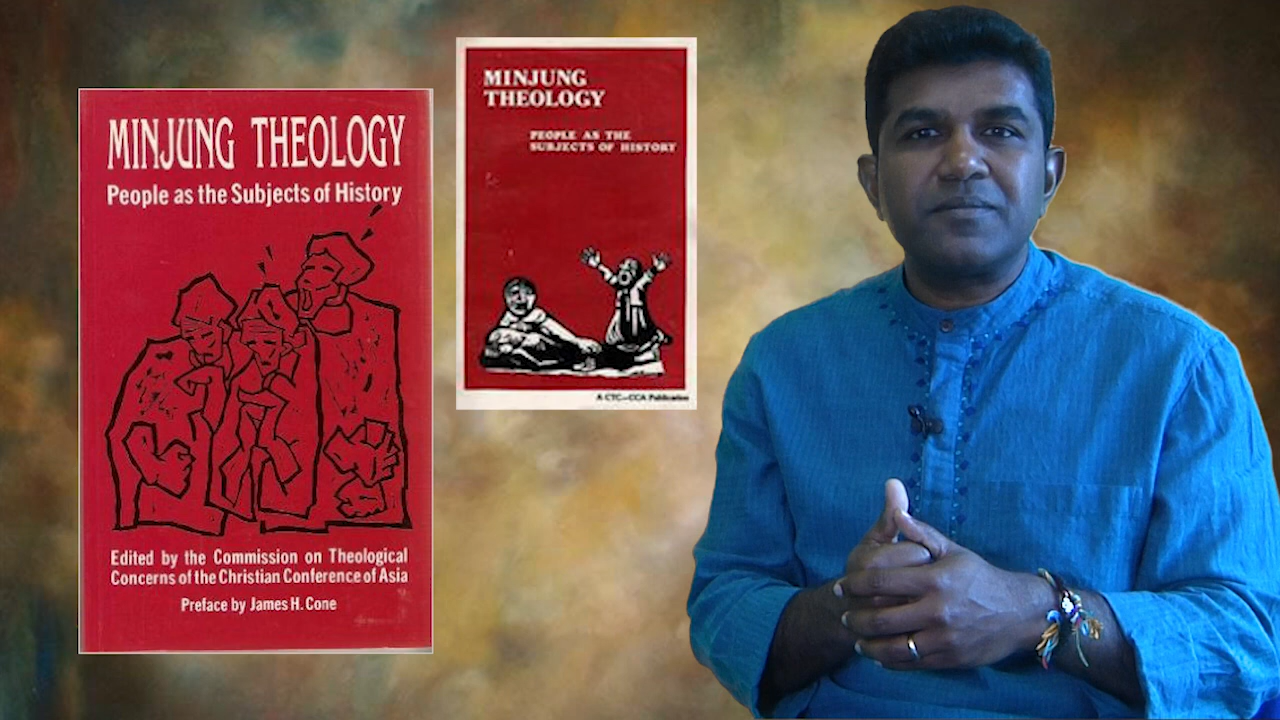 MINJUNG THEOLOGY
People as the Subjects of History
Edited by the Commission on Theological
Concerns of the Christian Conference of Asia
Preface by James H. Cone
MINJUNG
THEOLOGY
PEOPLE AS THE
SUBJECTS OF HISTORY
A CTC-CCA Publication